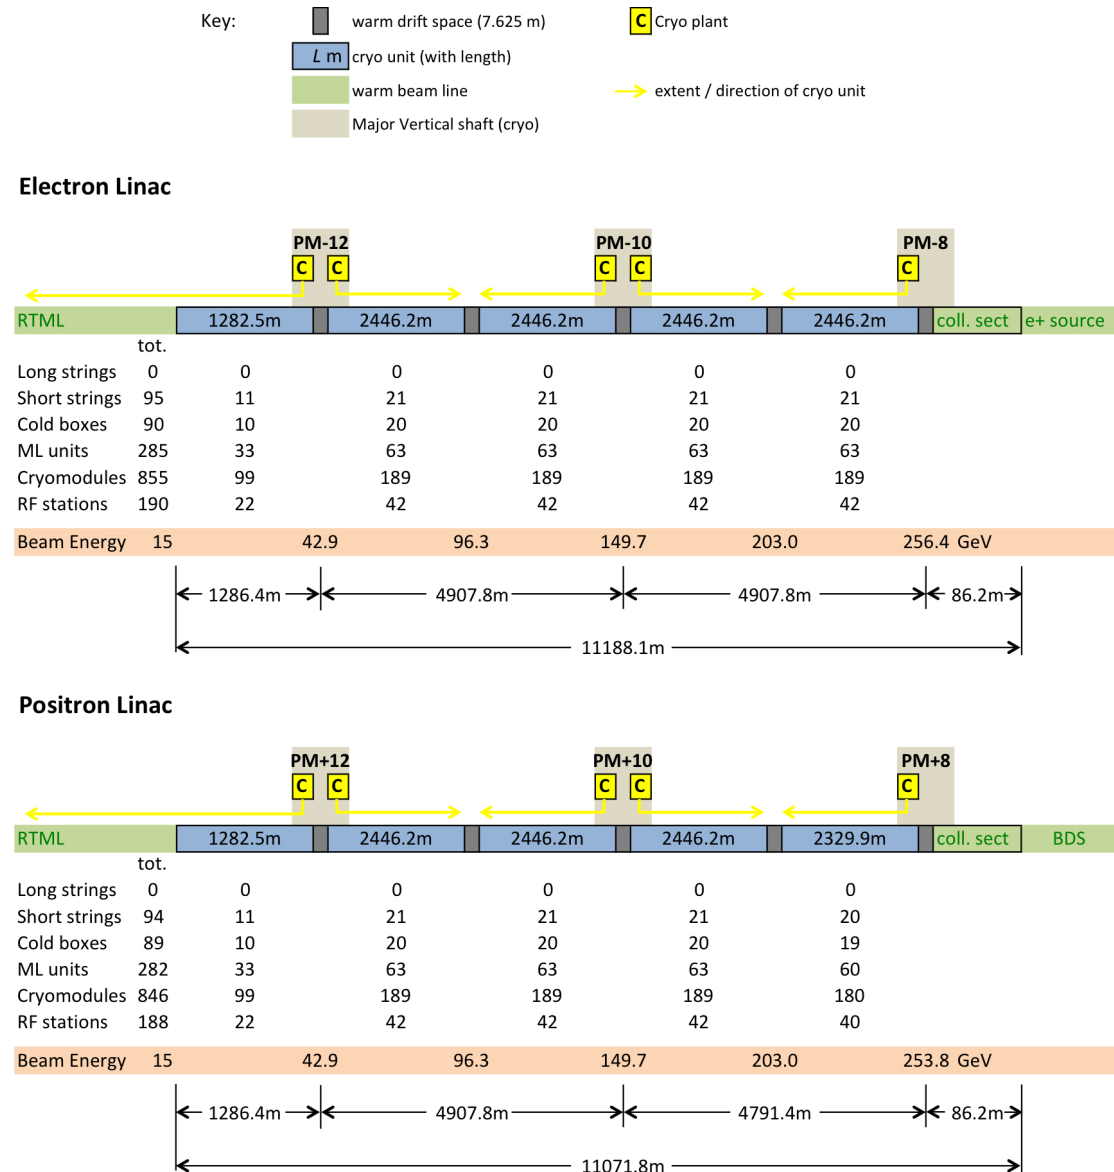 Key: warm drift space (7.625 m) C Cryo plant
L m cryo unit (with length)
warm beam line extent / direction of cryo unit
Major Vertical shaft (cryo)
Electron Linac
PM-12 PM-10 PM-8
C C C C C
RTML 1282.5m 2446.2m 2446.2m 2446.2m 2446.2m coll. sect e+ source
tot.
Long strings 0 0 0 0 0 0
Short strings 95 11 21 21 21 21
Cold boxes 90 10 20 20 20 20
ML units 285 33 63 63 63 63
Cryomodules 855 99 189 189 189 189
RF stations 190 22 42 42 42 42
Beam Energy 15 42.9 96.3 149.7 203.0 256.4 GeV
1286.4m 4907.8m 4907.8m 86.2m
11188.1m
Positron Linac
PM+12 PM+10 PM+8
C C C C C
RTML 1282.5m 2446.2m 2446.2m 2446.2m 2329.9m coll. sect BDS
tot.
Long strings 0 0 0 0 0 0
Short strings 94 11 21 21 21 20
Cold boxes 89 10 20 20 20 19
ML units 282 33 63 63 63 60
Cryomodules 846 99 189 189 189 180
RF stations 188 22 42 42 42 40
Beam Energy 15 42.9 96.3 149.7 203.0 253.8 GeV
1286.4m 4907.8m 4791.4m 86.2m
11071.8m